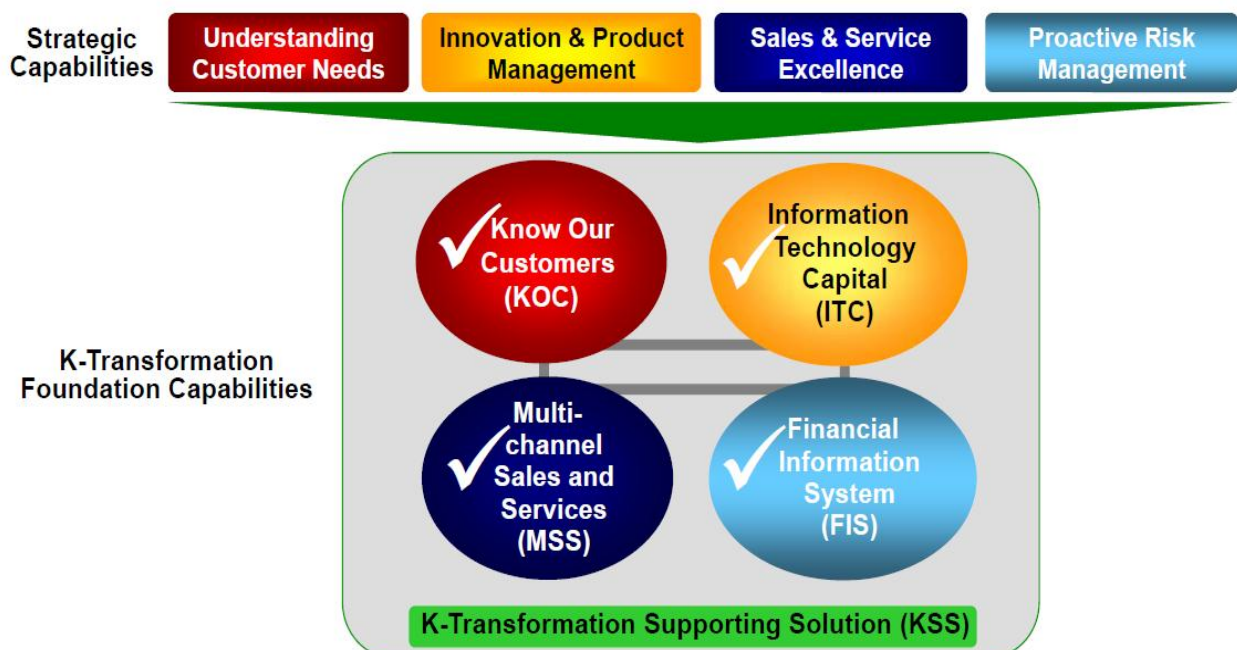 Strategic
Capabilities
Understanding
Customer Needs
Innovation & Product
Management
Sales & Service
Excellence
Proactive Risk
Management
Know Our
Customers
(KOC)
Information
Technology
Capital
(ITC)
K-Transformation
Foundation Capabilities
Multi-
channel
Sales and
Services
(MSS)
Financial
Information
System
(FIS)
K-Transformation Supporting Solution (KSS)